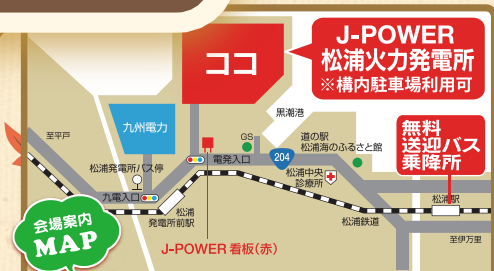 J-POWER
松浦火力発電所
※構内駐車場利用可
ココ
九州電力
黒潮港
無料
送迎バス
乗降所
至平戸
GS
道の駅
松浦海のふるさと館
電発入口
204
松浦発電所バス停
松浦中央
診療所
九電入口
松浦
発電所前駅
松浦駅
松浦鉄道
J-POWER 看板(赤)
至伊万里
会場案内
MAP